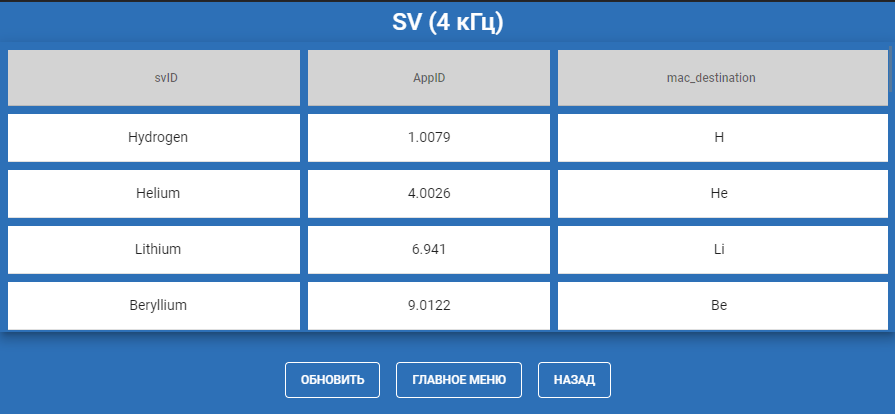 SV (4 кГц)
svID AppID mac_destination
Hydrogen 1.0079 H
Helium 4.0026 He
Lithium 6.941 Li
Beryllium 9.0122 Be
ОБНОВИТЬ ГЛАВНОЕ МЕНЮ НАЗАД